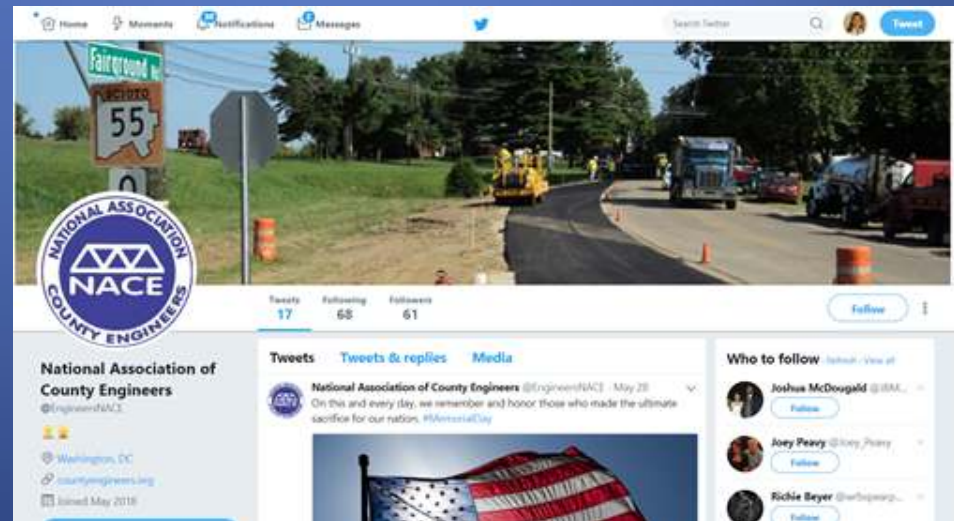 Home Moments Notifications Messages Search Twitter Tweet
Fairground Rd
SCIOTO
55
NATIONAL ASSOCIATION
NACE
COUNTY ENGINEERS
Tweets Following Followers
17 68 61
Follow
National Association of
County Engineers
@EngineersNACE
Washington, DC
countyengineers.org
Joined May 2018
Tweets Tweets & replies Media
National Association of County Engineers @EngineersNACE · May 28
On this and every day, we remember and honor those who made the ultimate
sacrifice for our nation. #MemorialDay
Who to follow · Refresh · View all
Joshua McDougald
Follow
Joey Peavy @Joey_Peavy
Follow
Richie Beyer
Follow